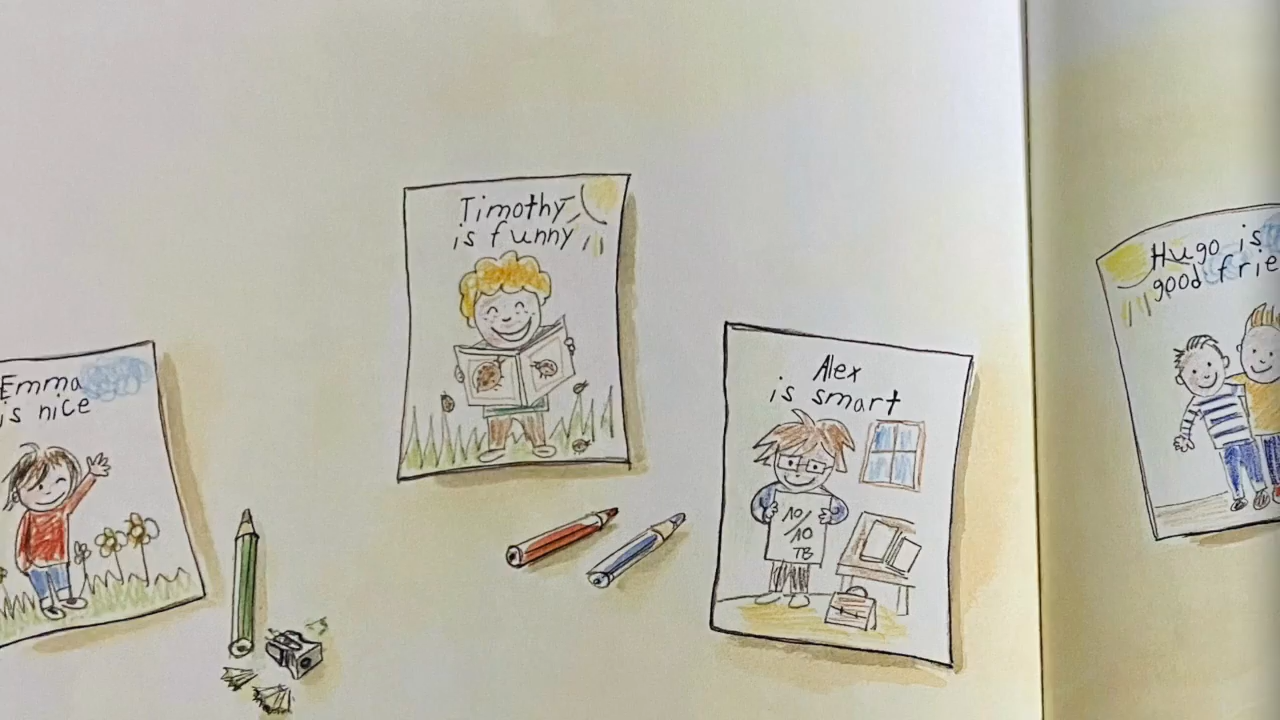 Emma
is nice
Timothy
is funny
Alex
is smart
10/10
TB
Hugo is
good frie